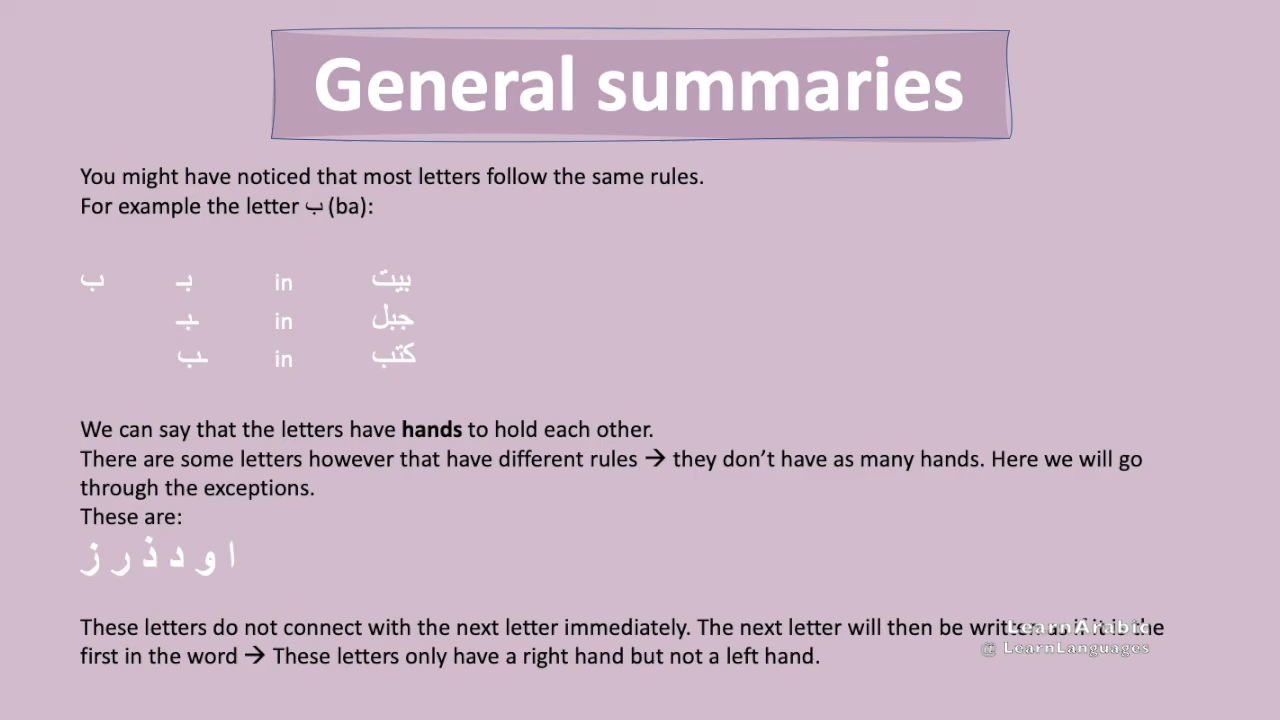 General summaries
You might have noticed that most letters follow the same rules.
For example the letter ب (ba):
ب بـ in بيت
ـبـ in جبل
ـب in كتب
We can say that the letters have hands to hold each other.
There are some letters however that have different rules → they don’t have as many hands. Here we will go
through the exceptions.
These are:
ا و د ذ ر ز
These letters do not connect with the next letter immediately. The next letter will then be written as if it is the
first in the word → These letters only have a right hand but not a left hand.
LearnArabic
@ LearnLanguages